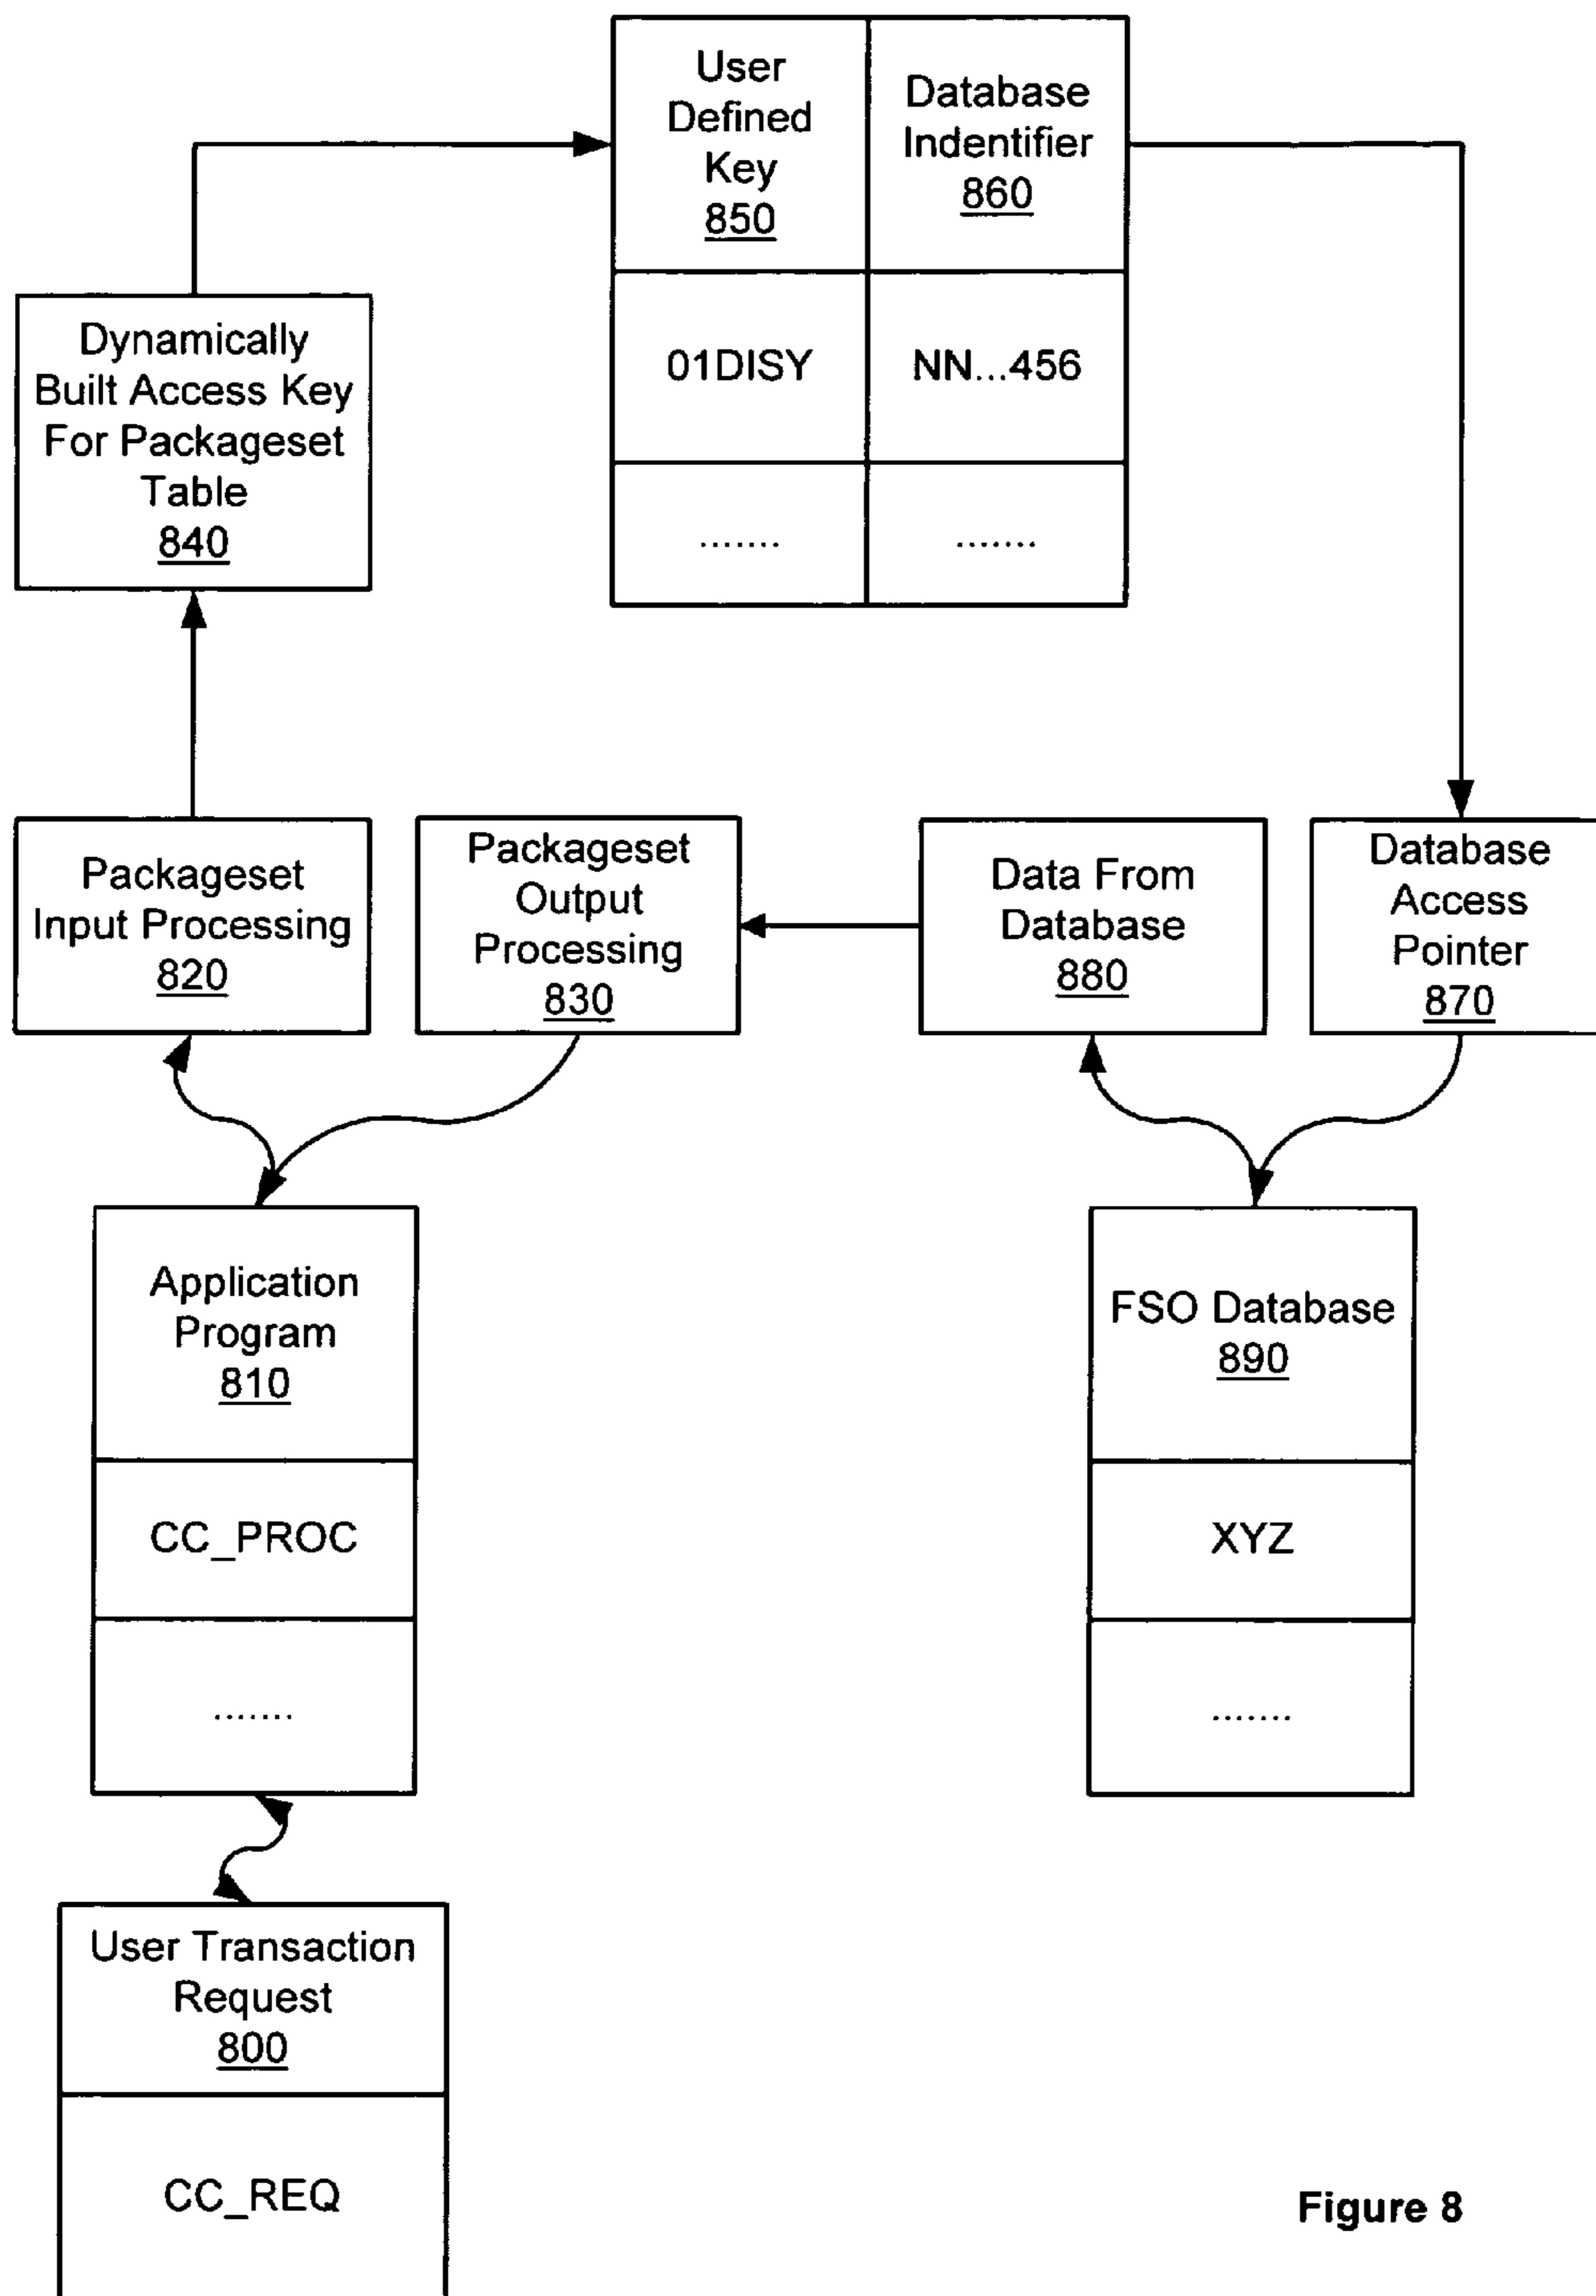 User
Defined
Key
850
Database
Indentifier
860
01DISY
NN...456
.......
.......
Dynamically
Built Access Key
For Packageset
Table
840
Packageset
Input Processing
820
Packageset
Output
Processing
830
Data From
Database
880
Database
Access
Pointer
870
Application
Program
810
CC_PROC
.......
FSO Database
890
XYZ
.......
User Transaction
Request
800
CC_REQ
Figure 8